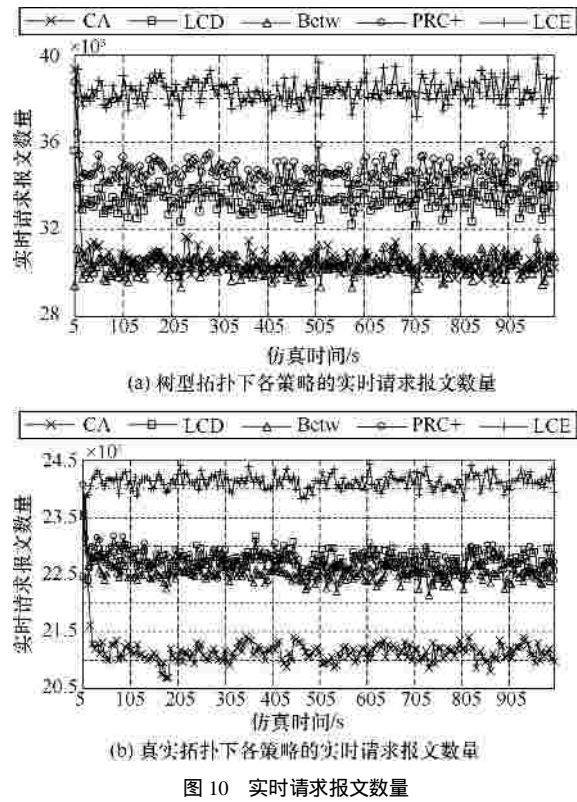 CA LCD Betw PRC+ LCE
×10³
40
36
32
28
实时请求报文数量
5 105 205 305 405 505 605 705 805 905
仿真时间/s
(a) 树型拓扑下各策略的实时请求报文数量
CA LCD Betw PRC+ LCE
24.5
23.5
22.5
21.5
20.5
实时请求报文数量
5 105 205 305 405 505 605 705 805 905
仿真时间/s
(b) 真实拓扑下各策略的实时请求报文数量
图 10 实时请求报文数量